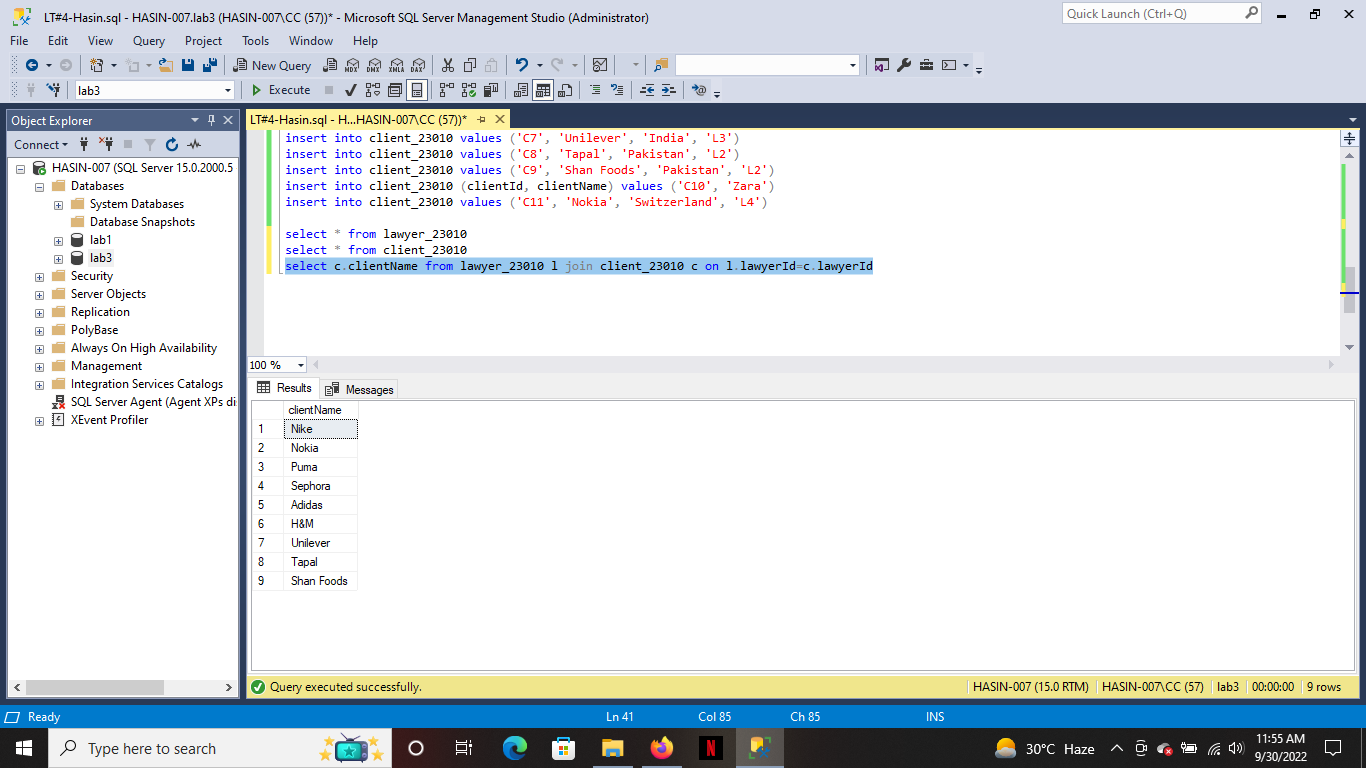 LT#4-Hasin.sql - HASIN-007.lab3 (HASIN-007\CC (57))* - Microsoft SQL Server Management Studio (Administrator)
Quick Launch (Ctrl+Q)
File Edit View Query Project Tools Window Help
New Query MDX DMX XMLA DAX
lab3 Execute
Object Explorer
Connect
HASIN-007 (SQL Server 15.0.2000.5
Databases
System Databases
Database Snapshots
lab1
lab3
Security
Server Objects
Replication
PolyBase
Always On High Availability
Management
Integration Services Catalogs
SQL Server Agent (Agent XPs di
XEvent Profiler
LT#4-Hasin.sql - H...HASIN-007\CC (57))*
insert into client_23010 values ('C7', 'Unilever', 'India', 'L3')
insert into client_23010 values ('C8', 'Tapal', 'Pakistan', 'L2')
insert into client_23010 values ('C9', 'Shan Foods', 'Pakistan', 'L2')
insert into client_23010 (clientId, clientName) values ('C10', 'Zara')
insert into client_23010 values ('C11', 'Nokia', 'Switzerland', 'L4')
select * from lawyer_23010
select * from client_23010
select c.clientName from lawyer_23010 l join client_23010 c on l.lawyerId=c.lawyerId
100 %
Results Messages
clientName
1 Nike
2 Nokia
3 Puma
4 Sephora
5 Adidas
6 H&M
7 Unilever
8 Tapal
9 Shan Foods
Query executed successfully. HASIN-007 (15.0 RTM) HASIN-007\CC (57) lab3 00:00:00 9 rows
Ready Ln 41 Col 85 Ch 85 INS
Type here to search N 30°C Haze 11:55 AM
9/30/2022